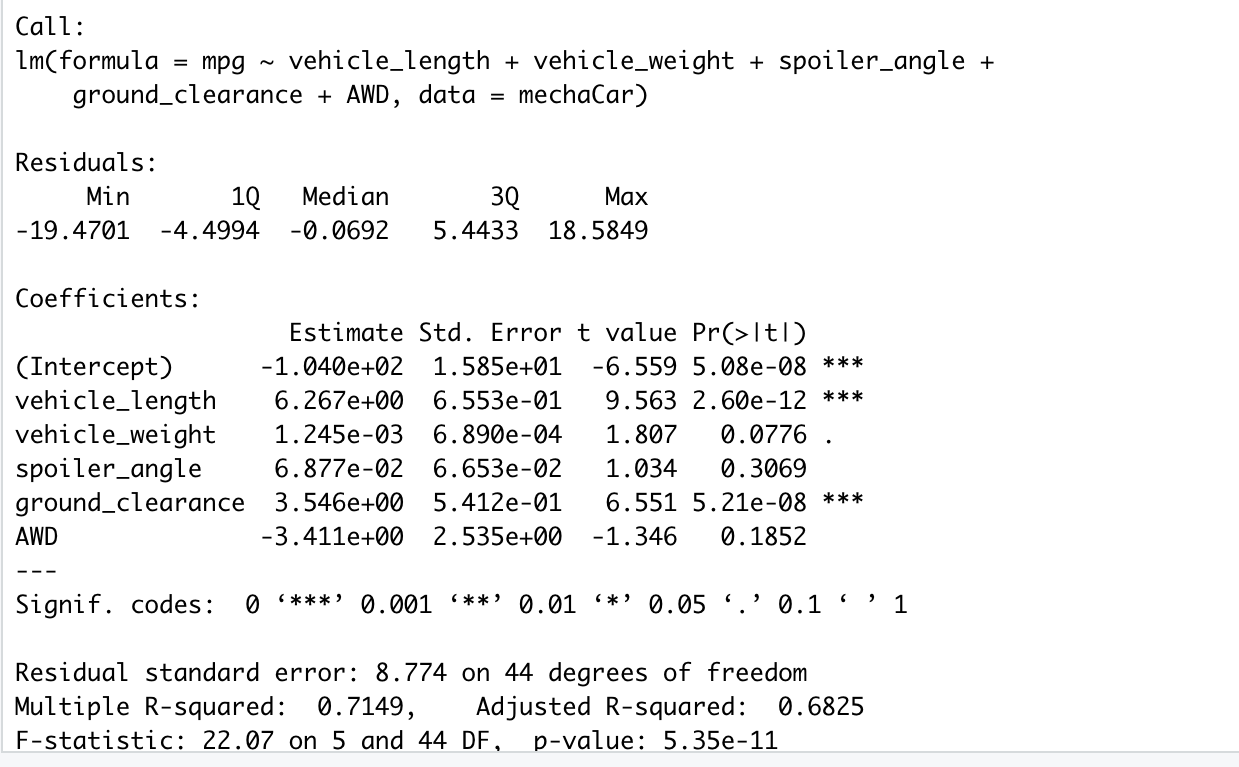 Call:
lm(formula = mpg ~ vehicle_length + vehicle_weight + spoiler_angle +
    ground_clearance + AWD, data = mechaCar)

Residuals:
     Min       1Q   Median       3Q      Max
-19.4701  -4.4994  -0.0692   5.4433  18.5849

Coefficients:
                  Estimate Std. Error t value Pr(>|t|)
(Intercept)      -1.040e+02  1.585e+01  -6.559 5.08e-08 ***
vehicle_length    6.267e+00  6.553e-01   9.563 2.60e-12 ***
vehicle_weight    1.245e-03  6.890e-04   1.807   0.0776 .
spoiler_angle     6.877e-02  6.653e-02   1.034   0.3069
ground_clearance  3.546e+00  5.412e-01   6.551 5.21e-08 ***
AWD              -3.411e+00  2.535e+00  -1.346   0.1852
---
Signif. codes:  0 ‘***’ 0.001 ‘**’ 0.01 ‘*’ 0.05 ‘.’ 0.1 ‘ ’ 1

Residual standard error: 8.774 on 44 degrees of freedom
Multiple R-squared:  0.7149,    Adjusted R-squared:  0.6825
F-statistic: 22.07 on 5 and 44 DF,  p-value: 5.35e-11